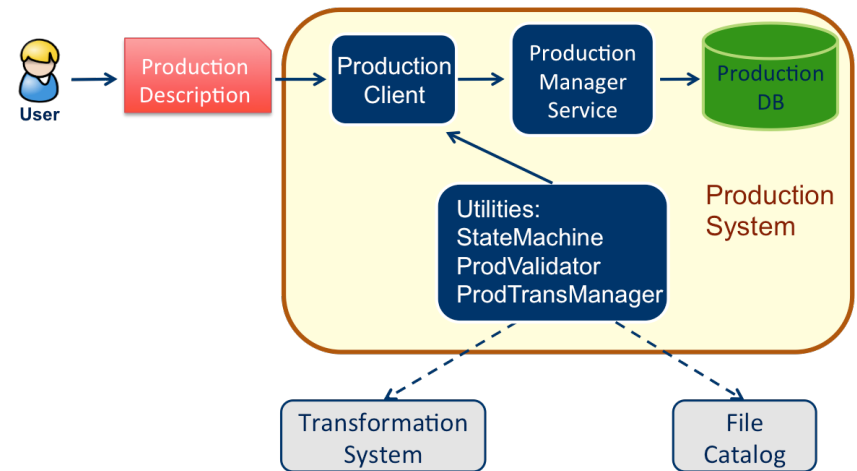 User
Production
Description
Production
Client
Production
Manager
Service
Production
DB
Utilities:
StateMachine
ProdValidator
ProdTransManager
Production
System
Transformation
System
File
Catalog